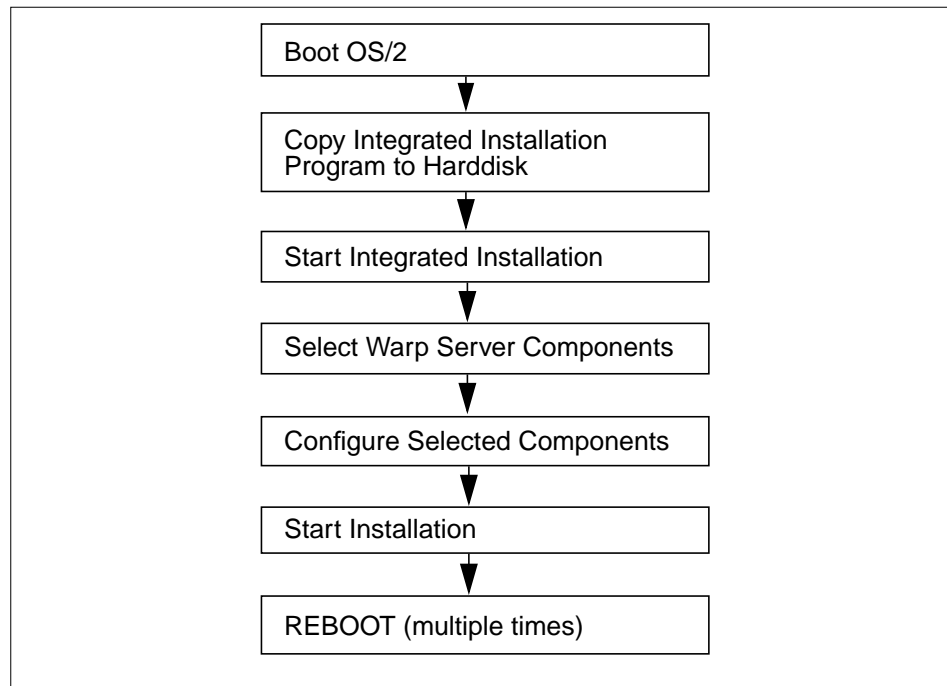 Boot OS/2
Copy Integrated Installation
Program to Harddisk
Start Integrated Installation
Select Warp Server Components
Configure Selected Components
Start Installation
REBOOT (multiple times)